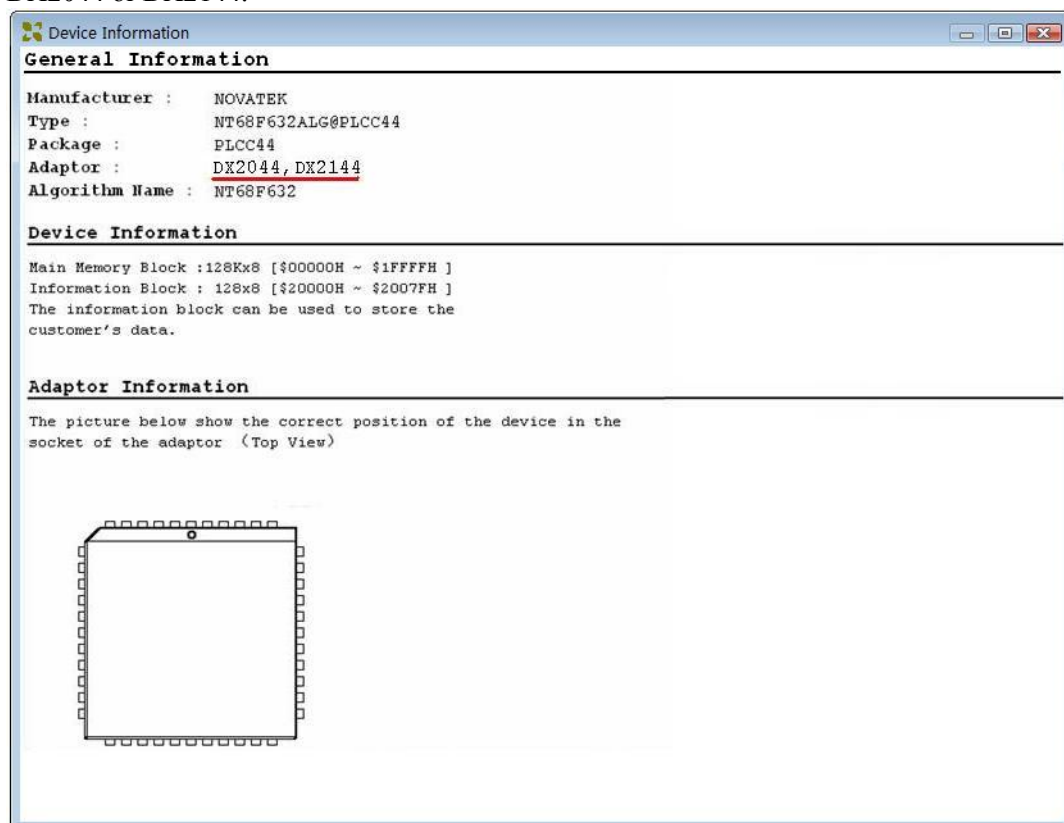 DX2044 or DX2144.
Device Information
General Information
Manufacturer : NOVATEK
Type : NT68F632ALG@PLCC44
Package : PLCC44
Adaptor : DX2044,DX2144
Algorithm Name : NT68F632
Device Information
Main Memory Block :128Kx8 [$00000H ~ $1FFFFH ]
Information Block : 128x8 [$20000H ~ $2007FH ]
The information block can be used to store the
customer's data.
Adaptor Information
The picture below show the correct position of the device in the
socket of the adaptor （Top View）